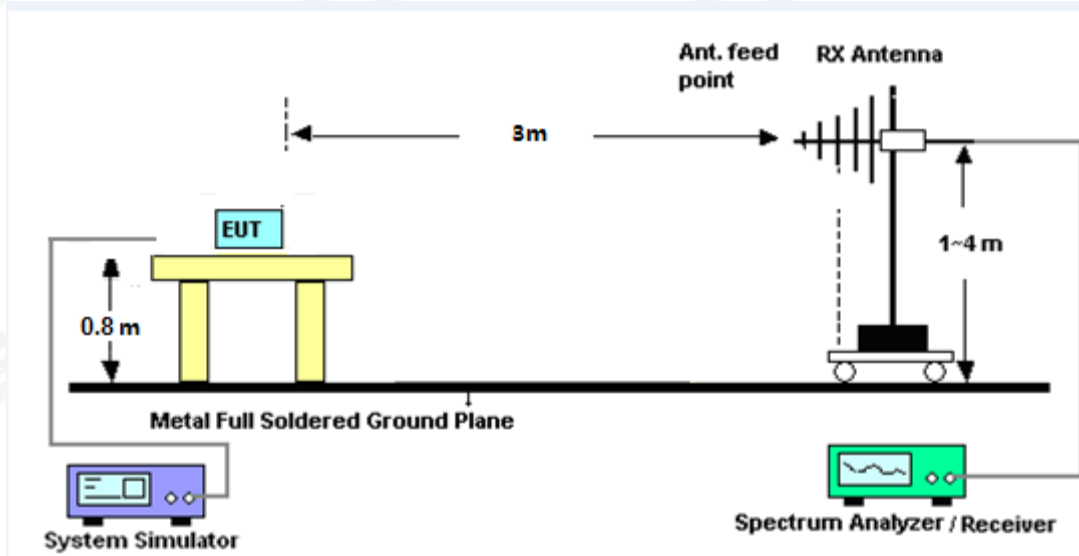 Ant. feed
point
RX Antenna
3m
EUT
1~4 m
0.8 m
Metal Full Soldered Ground Plane
System Simulator
Spectrum Analyzer / Receiver